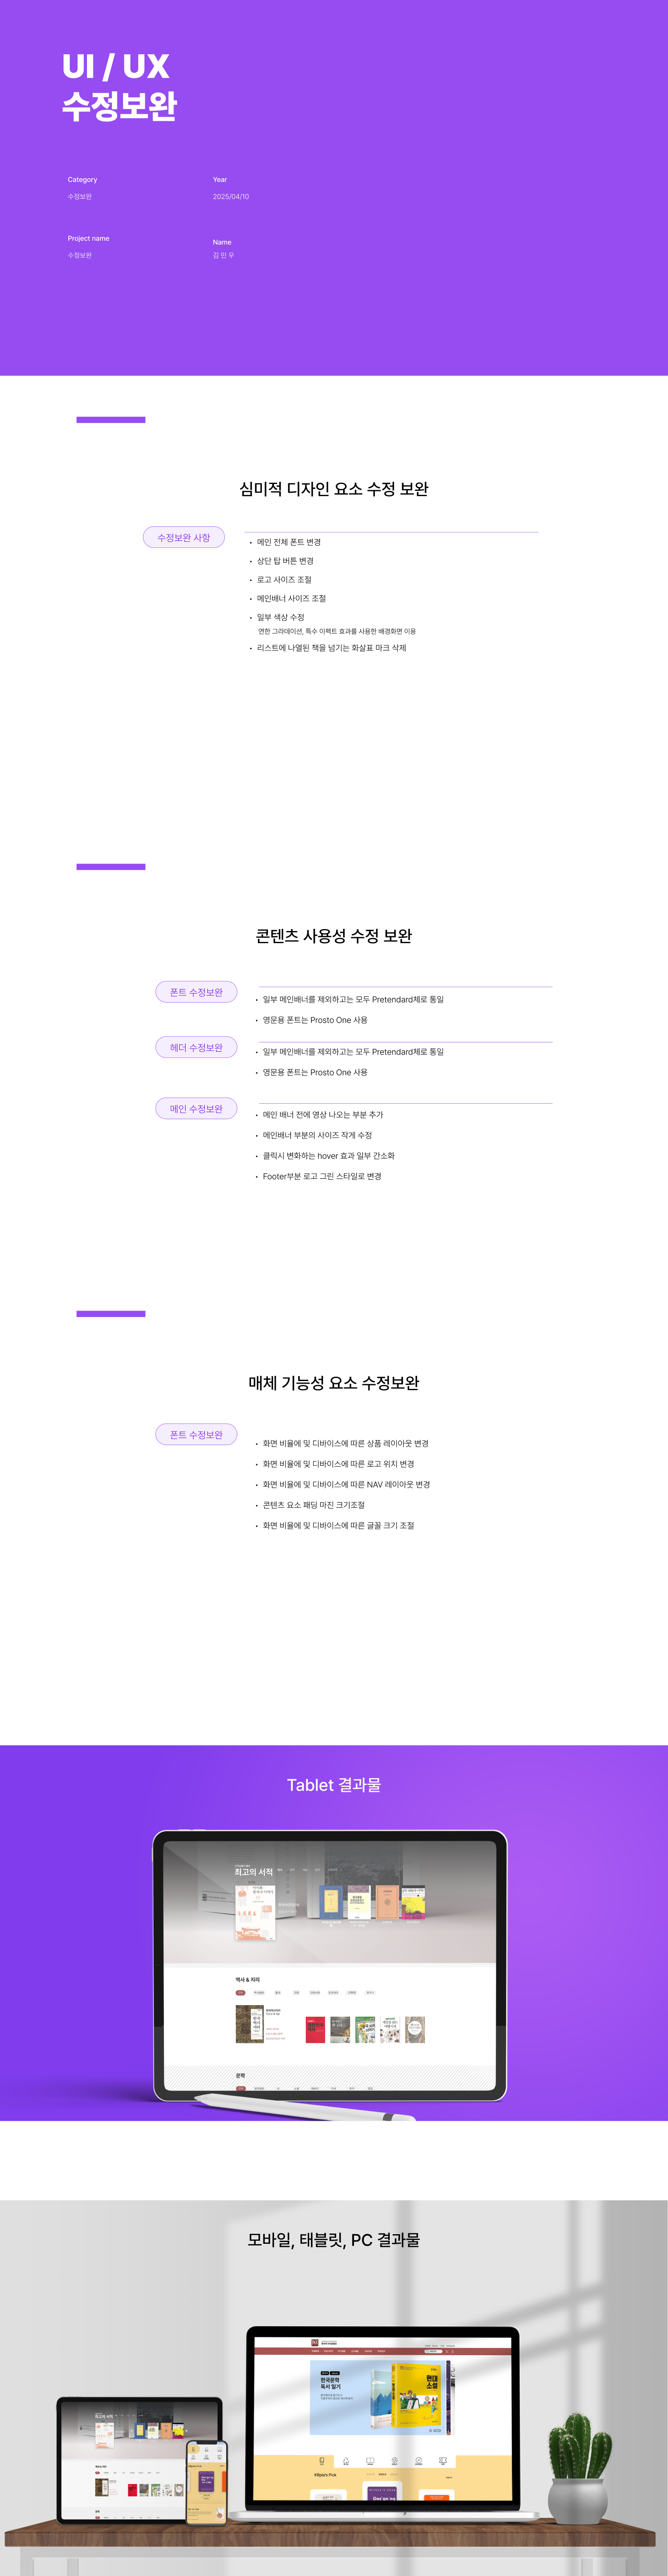 UI / UX
수정보완
Category
수정보완
Year
2025/04/10
Project name
수정보완
Name
김 민 우
심미적 디자인 요소 수정 보완
수정보완 사항
• 메인 전체 폰트 변경
• 상단 탑 버튼 변경
• 로고 사이즈 조절
• 메인배너 사이즈 조절
• 일부 색상 수정
연한 그라데이션, 특수 이팩트 효과를 사용한 배경화면 이용
• 리스트에 나열된 책을 넘기는 화살표 마크 삭제
콘텐츠 사용성 수정 보완
폰트 수정보완
• 일부 메인배너를 제외하고는 모두 Pretendard체로 통일
• 영문용 폰트는 Prosto One 사용
헤더 수정보완
• 일부 메인배너를 제외하고는 모두 Pretendard체로 통일
• 영문용 폰트는 Prosto One 사용
메인 수정보완
• 메인 배너 전에 영상 나오는 부분 추가
• 메인배너 부분의 사이즈 작게 수정
• 클릭시 변화하는 hover 효과 일부 간소화
• Footer부분 로고 그린 스타일로 변경
매체 기능성 요소 수정보완
폰트 수정보완
• 화면 비율에 및 디바이스에 따른 상품 레이아웃 변경
• 화면 비율에 및 디바이스에 따른 로고 위치 변경
• 화면 비율에 및 디바이스에 따른 NAV 레이아웃 변경
• 콘텐츠 요소 패딩 마진 크기조절
• 화면 비율에 및 디바이스에 따른 글꼴 크기 조절
Tablet 결과물
최고의 서적
역사 & 지리
문학
모바일, 태블릿, PC 결과물
최고의 서적
한국문학
독서 일기
현대
소설
Kllpia's Pick